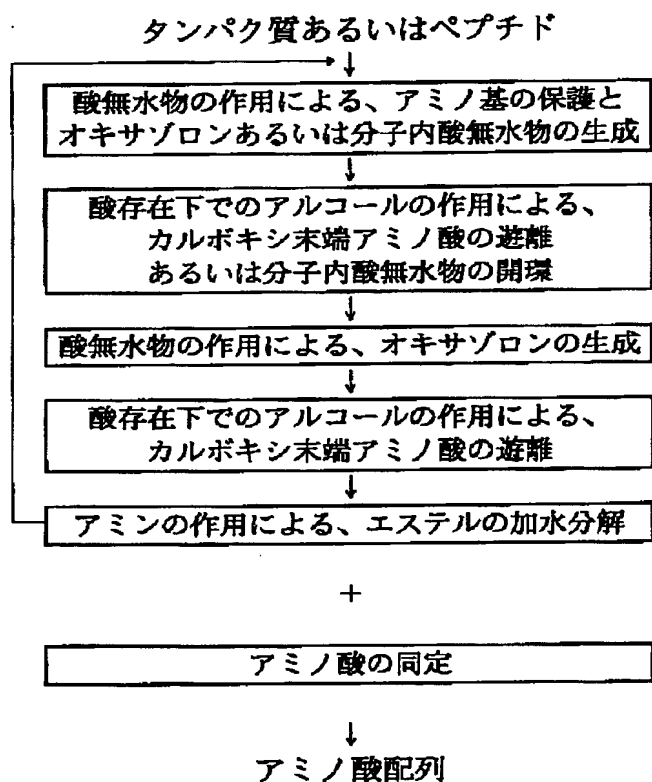 タンパク質あるいはペプチド
↓
酸無水物の作用による、アミノ基の保護と
オキサゾロンあるいは分子内酸無水物の生成
↓
酸存在下でのアルコールの作用による、
カルボキシ末端アミノ酸の遊離
あるいは分子内酸無水物の開環
↓
酸無水物の作用による、オキサゾロンの生成
↓
酸存在下でのアルコールの作用による、
カルボキシ末端アミノ酸の遊離
↓
アミンの作用による、エステルの加水分解
+
アミノ酸の同定
↓
アミノ酸配列